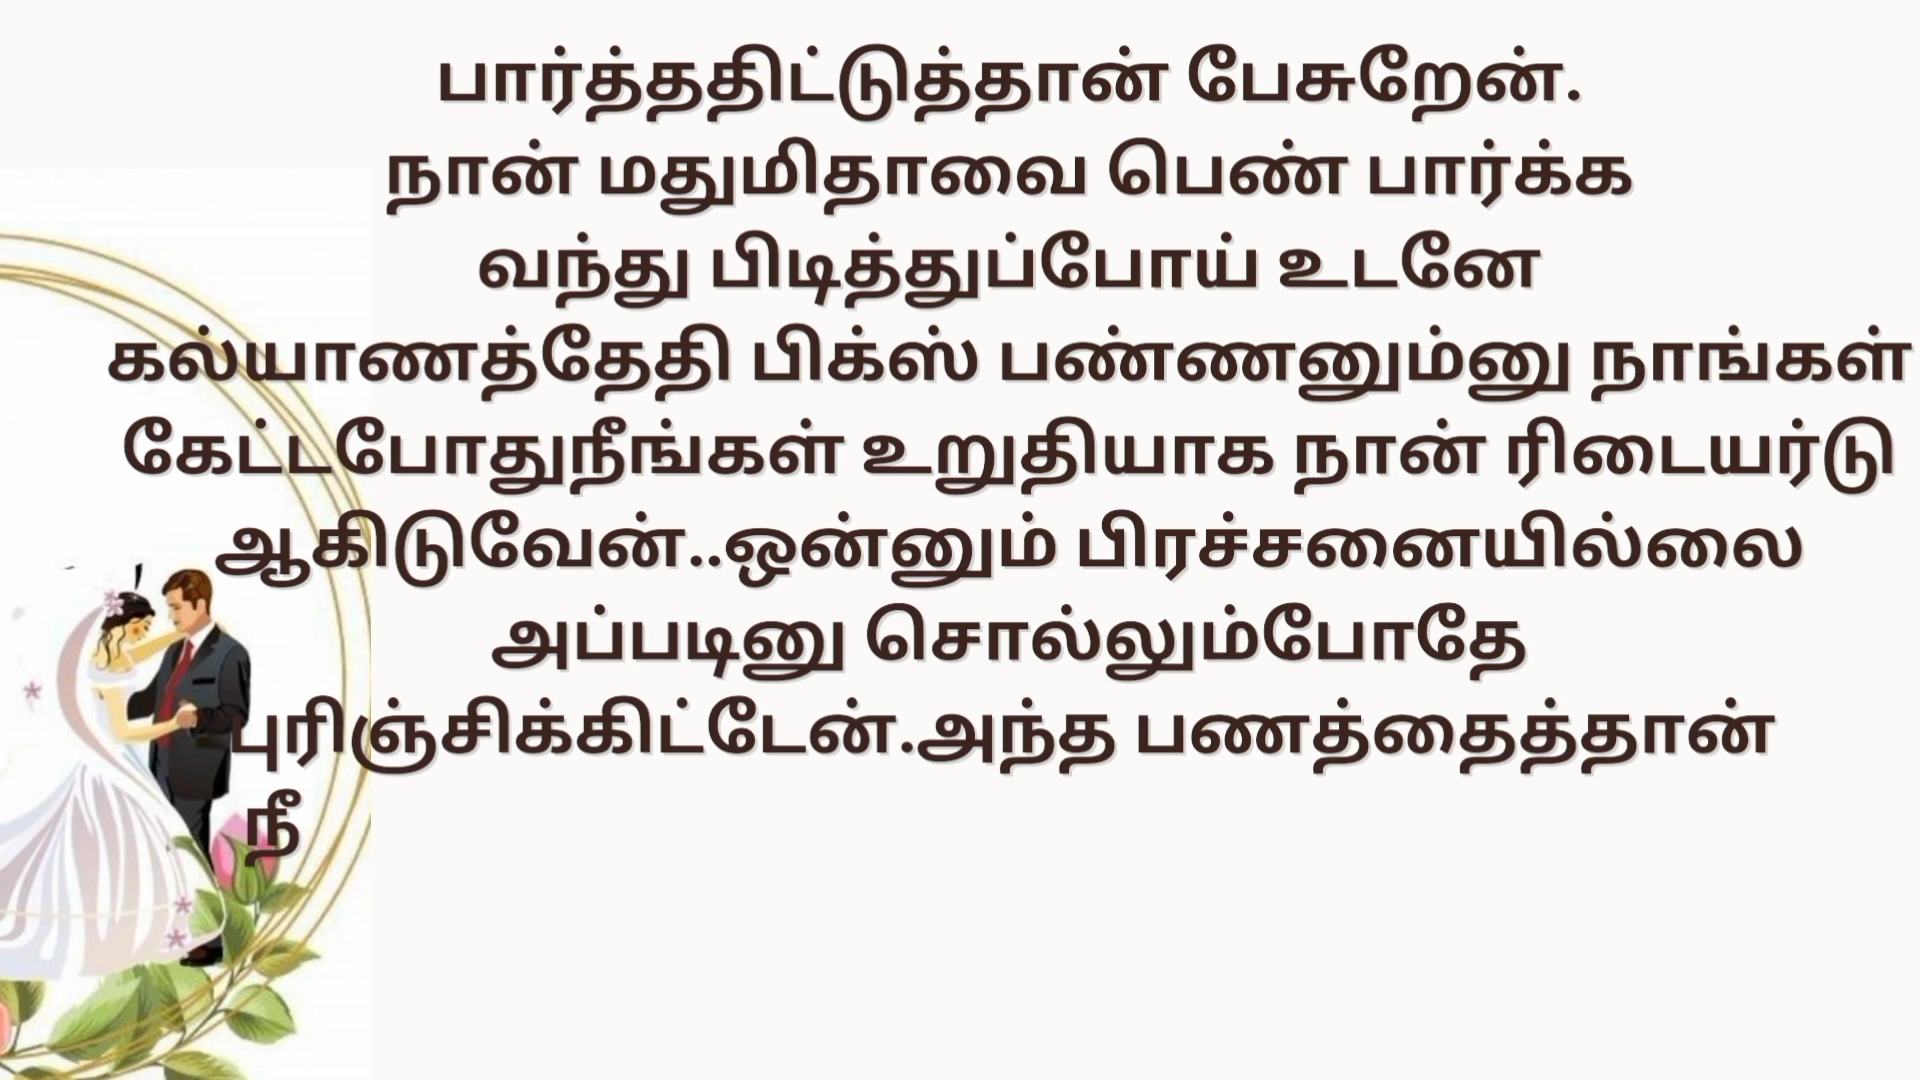 பார்த்ததிட்டுத்தான் பேசுறேன்.
நான் மதுமிதாவை பெண் பார்க்க
வந்து பிடித்துப்போய் உடனே
கல்யாணத்தேதி பிக்ஸ் பண்ணனும்னு நாங்கள்
கேட்டபோதுநீங்கள் உறுதியாக நான் ரிடையர்டு
ஆகிடுவேன்..ஒன்னும் பிரச்சனையில்லை
அப்படினு சொல்லும்போதே
புரிஞ்சிக்கிட்டேன்.அந்த பணத்தைத்தான்
நீ